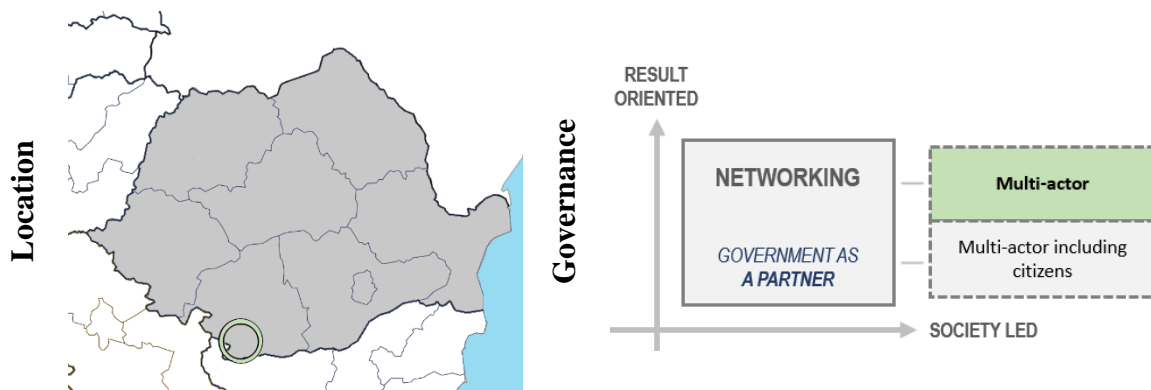 Location
Governance
RESULT
ORIENTED
NETWORKING
GOVERNMENT AS
A PARTNER
Multi-actor
Multi-actor including
citizens
SOCIETY LED